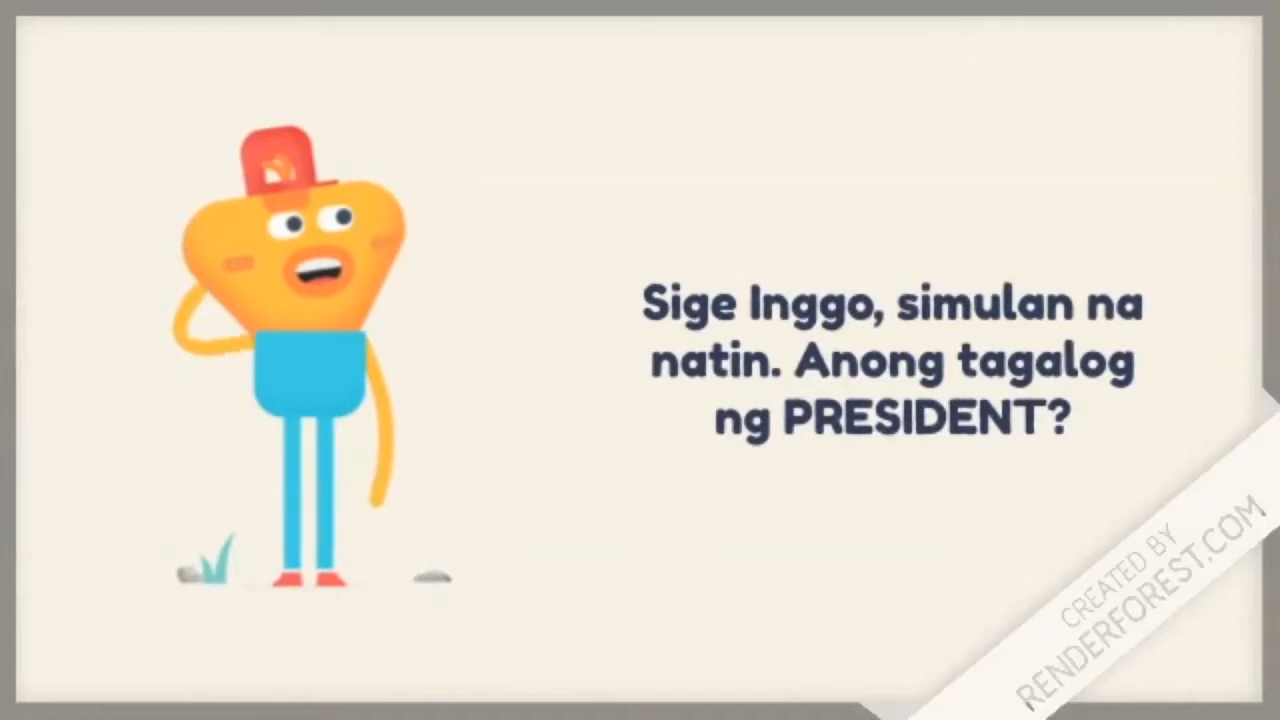 Sige Inggo, simulan na
natin. Anong tagalog
ng PRESIDENT?
CREATED BY
RENDERFOREST.COM